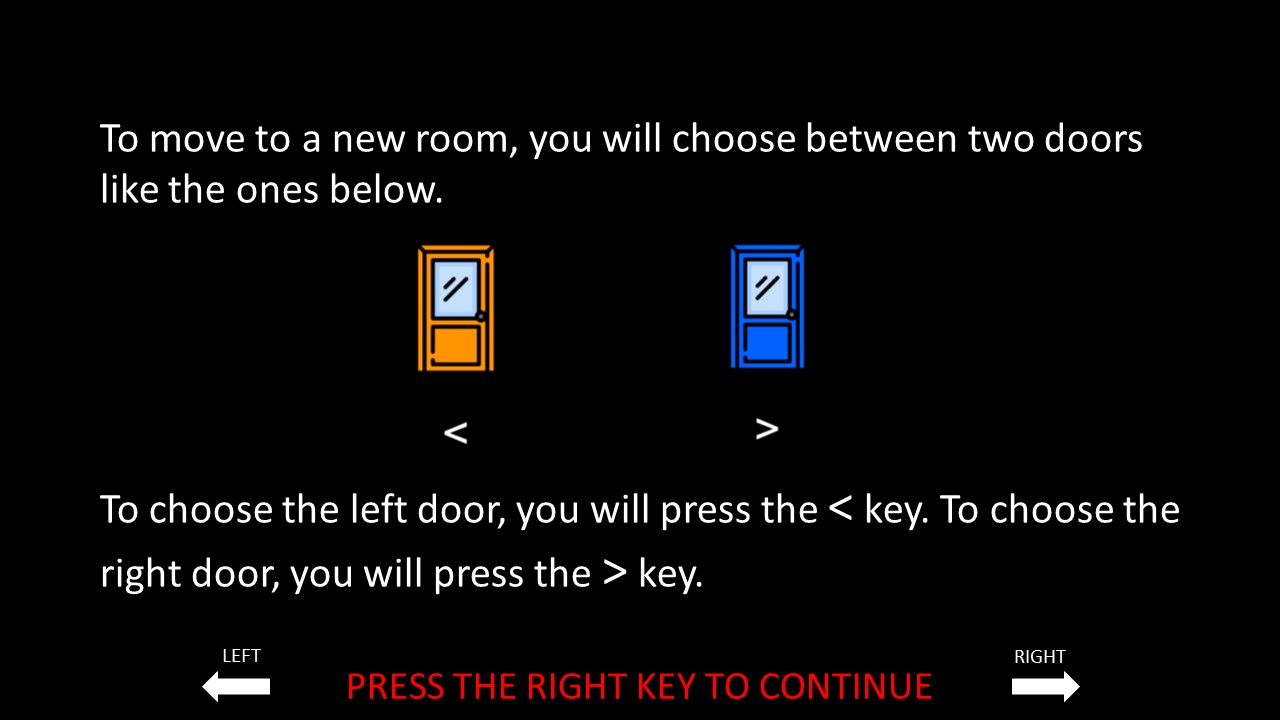 To move to a new room, you will choose between two doors
like the ones below.
<
>
To choose the left door, you will press the < key. To choose the
right door, you will press the > key.
LEFT
PRESS THE RIGHT KEY TO CONTINUE
RIGHT